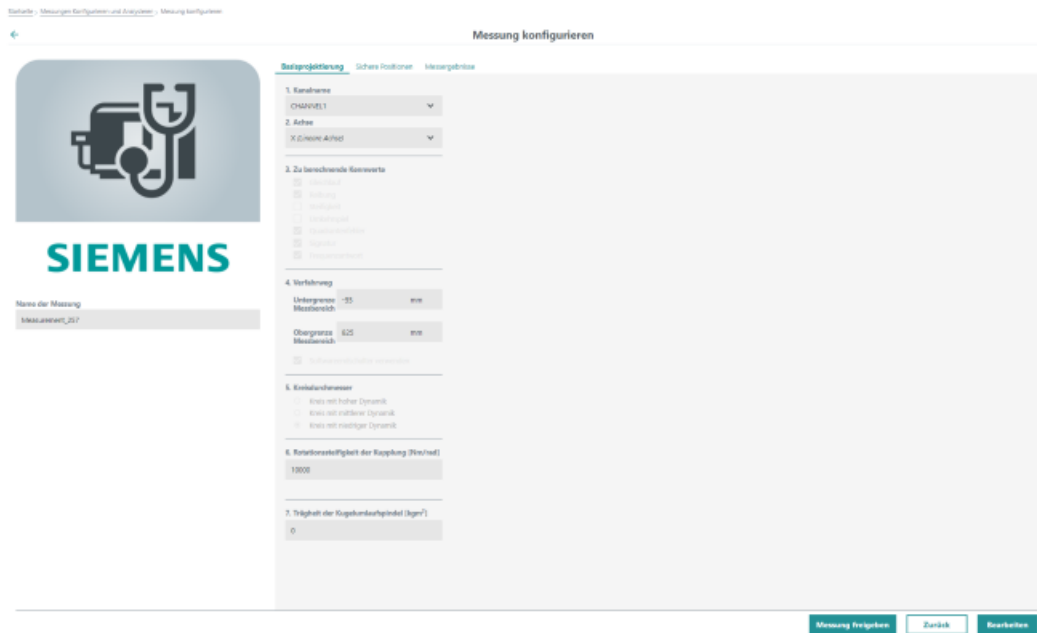 Startseite > Messungen Konfigurieren und Analysieren > Messung konfigurieren
Messung konfigurieren
Basisprojektierung Sichere Positionen Messergebnisse
1. Kanalname
CHANNEL1
2. Achse
X (Lineare Achse)
3. Zu berechnende Kennwerte
4. Verfahrweg
Untergrenze Messbereich -55 mm
Obergrenze Messbereich 625 mm
5. Kreisdurchmesser
Kreis mit hoher Dynamik
Kreis mit mittlerer Dynamik
Kreis mit niedriger Dynamik
6. Rotationssteifigkeit der Kupplung [Nm/rad]
10000
7. Trägheit der Kugelumlaufspindel [kgm²]
0
SIEMENS
Name der Messung
Measurement_257
Messung freigeben Zurück Bearbeiten